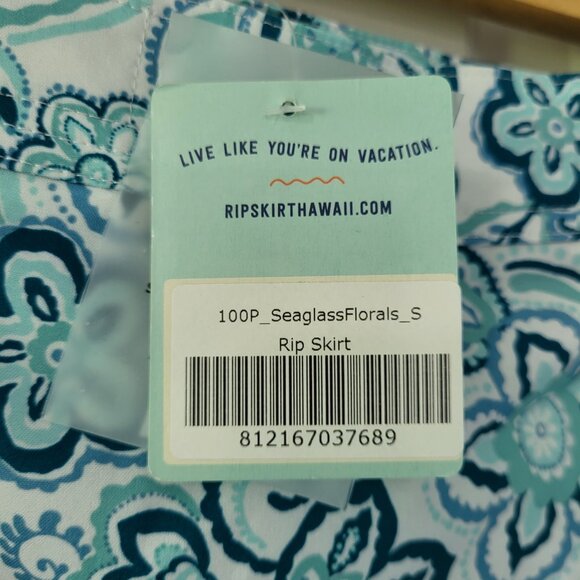 LIVE LIKE YOU'RE ON VACATION.
RIPSKIRTHAWAII.COM
100P_SeaglassFlorals_S
Rip Skirt
812167037689